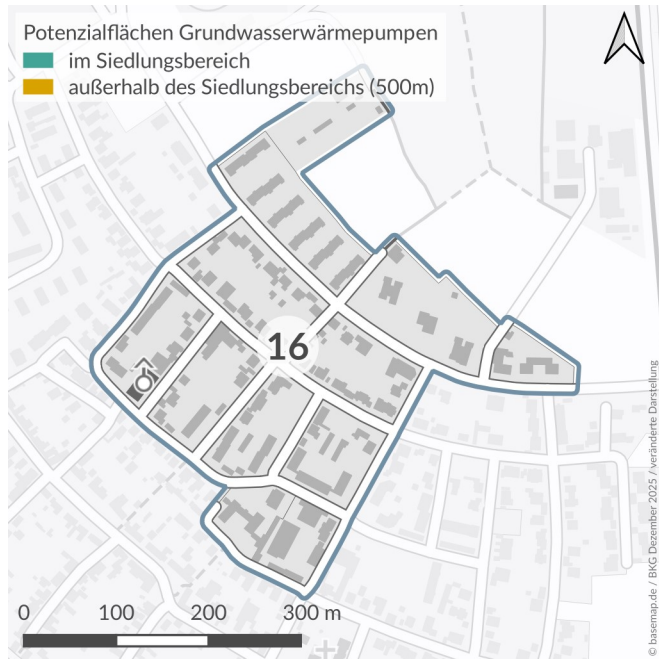 Potenzialflächen Grundwasserwärmepumpen
im Siedlungsbereich
außerhalb des Siedlungsbereichs (500m)
16
0 100 200 300 m
© basemap.de / BKG Dezember 2025 / veränderte Darstellung